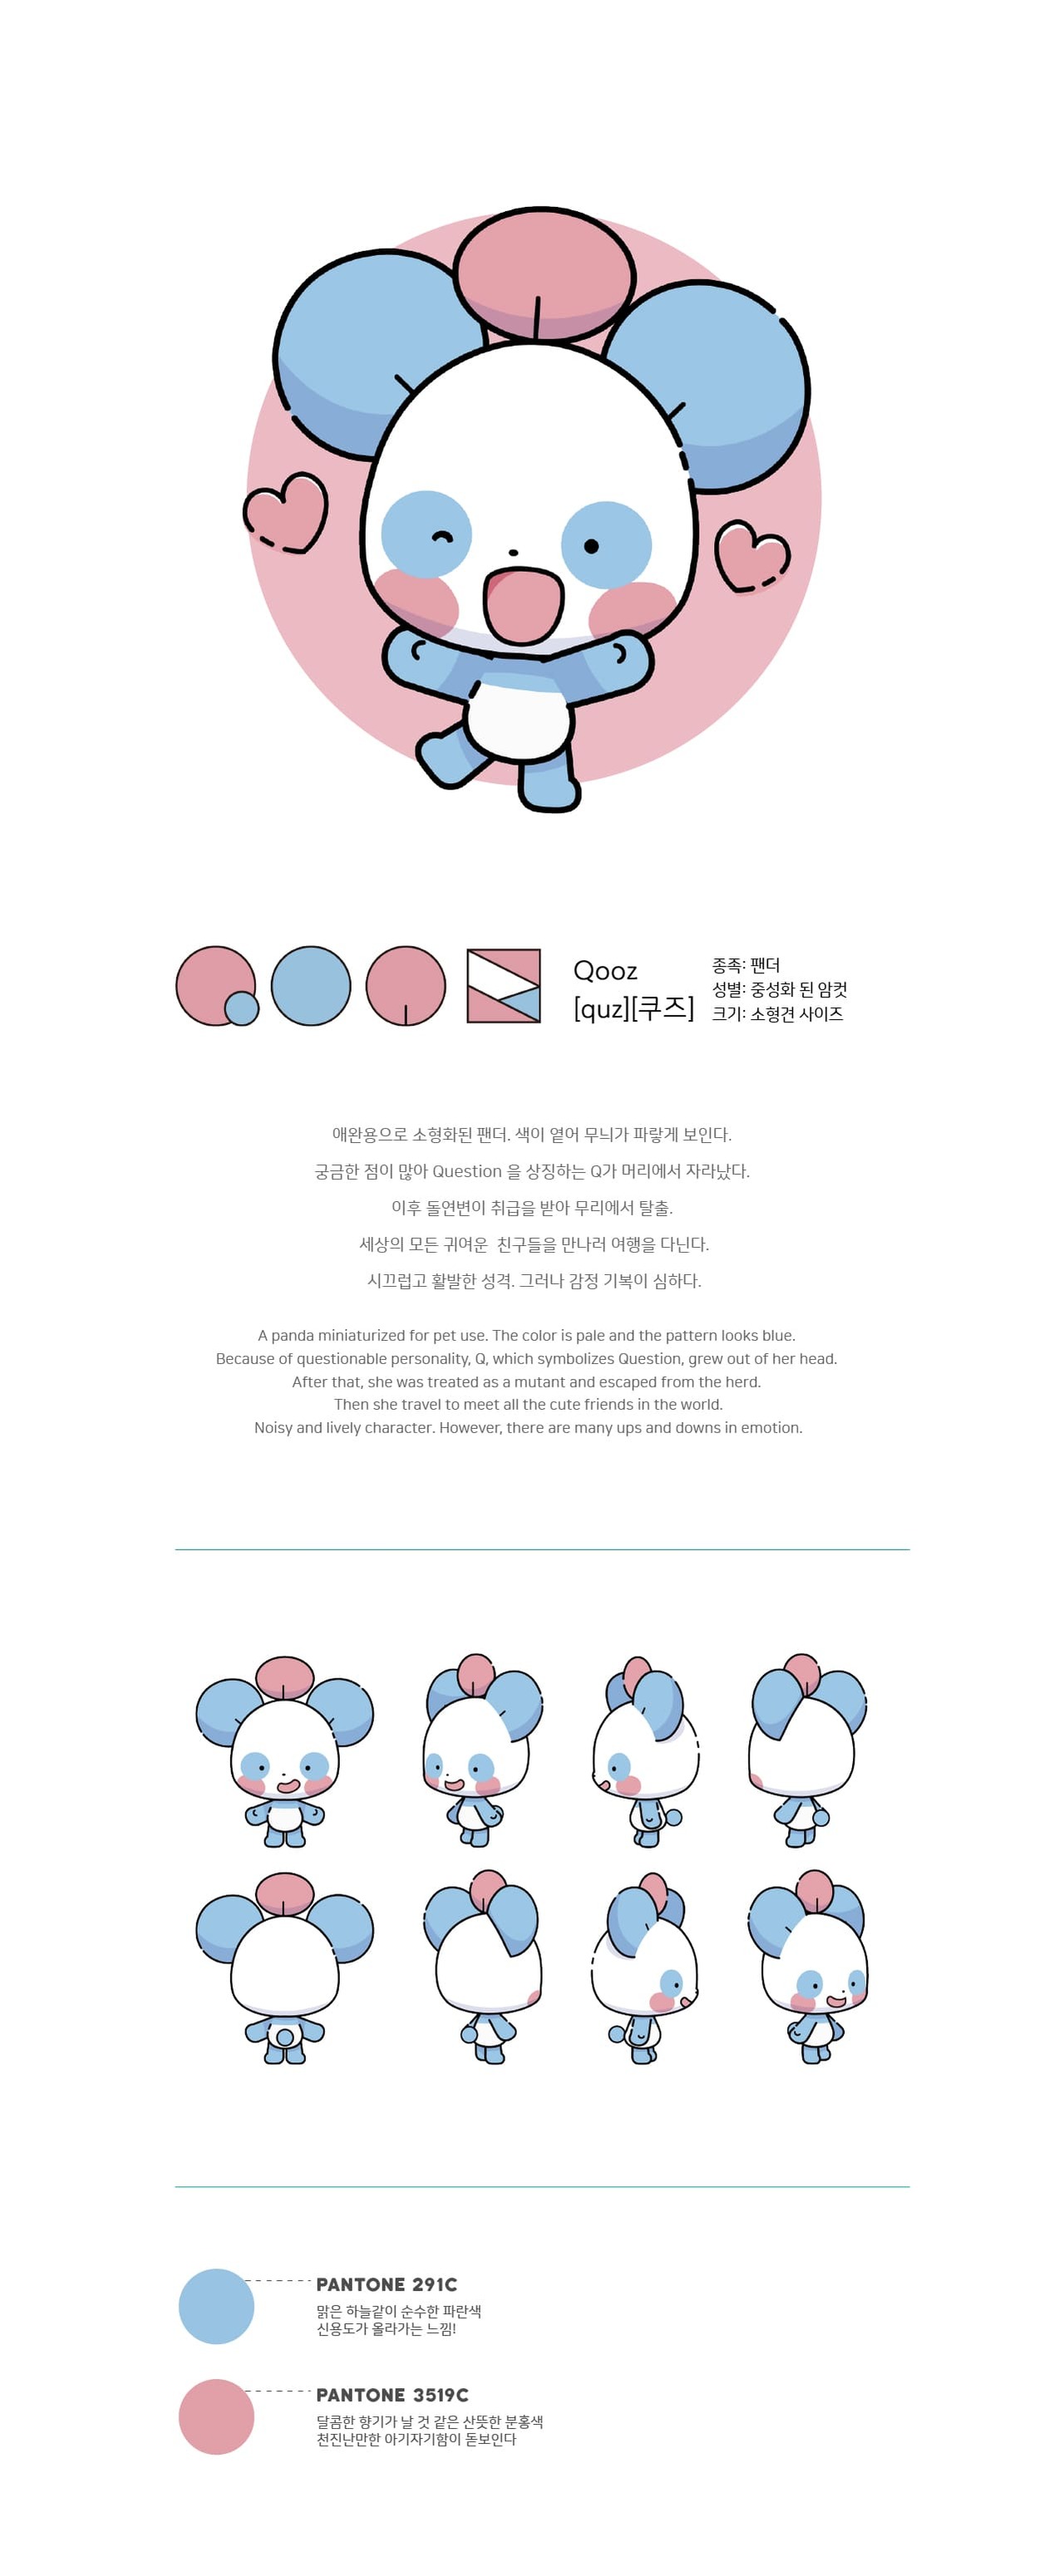 Qooz
[quz][쿠즈]
종족: 팬더
성별: 중성화 된 암컷
크기: 소형견 사이즈
애완용으로 소형화된 팬더. 색이 옅어 무늬가 파랗게 보인다.
궁금한 점이 많아 Question 을 상징하는 Q가 머리에서 자라났다.
이후 돌연변이 취급을 받아 무리에서 탈출.
세상의 모든 귀여운 친구들을 만나러 여행을 다닌다.
시끄럽고 활발한 성격. 그러나 감정 기복이 심하다.
A panda miniaturized for pet use. The color is pale and the pattern looks blue.
Because of questionable personality, Q, which symbolizes Question, grew out of her head.
After that, she was treated as a mutant and escaped from the herd.
Then she travel to meet all the cute friends in the world.
Noisy and lively character. However, there are many ups and downs in emotion.
PANTONE 291C
맑은 하늘같이 순수한 파란색
신용도가 올라가는 느낌!
PANTONE 3519C
달콤한 향기가 날 것 같은 산뜻한 분홍색
천진난만한 아기자기함이 돋보인다